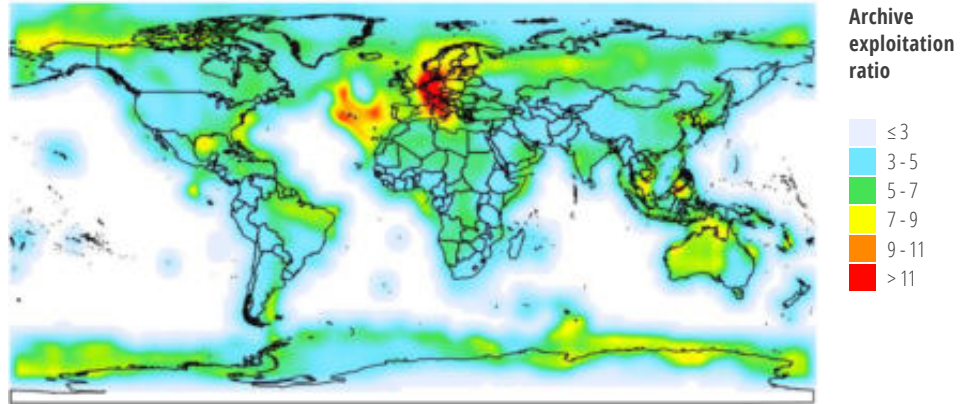 Archive
exploitation
ratio
≤ 3
3 - 5
5 - 7
7 - 9
9 - 11
> 11